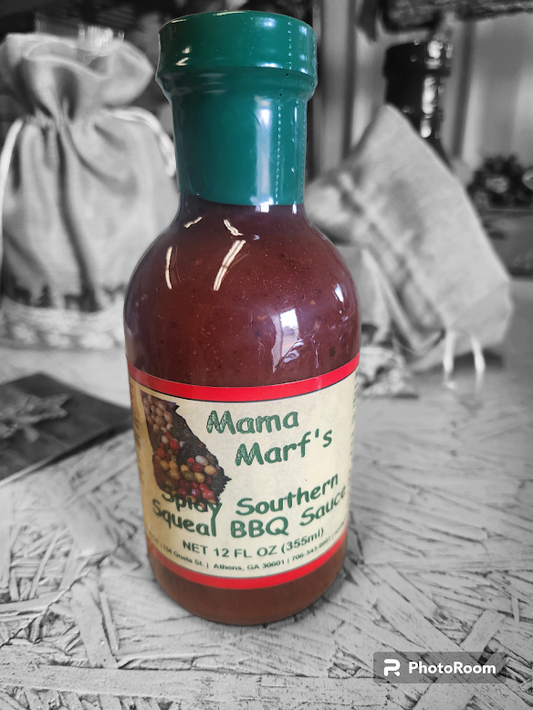 Mama
Marf's
Spicy Southern
Squeal BBQ Sauce
NET 12 FL OZ (355ml)
Athens, GA 30601 |
PhotoRoom